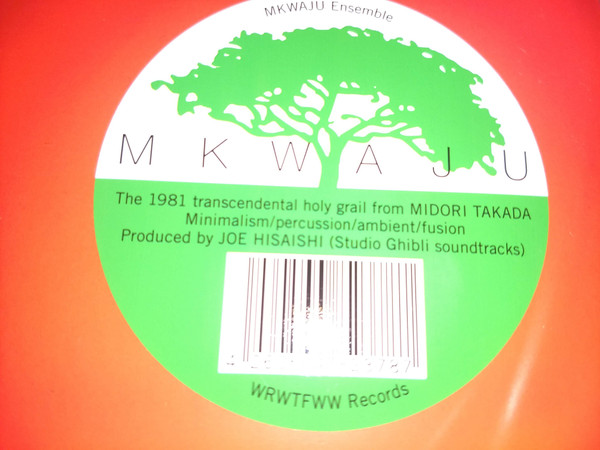 MKWAJU Ensemble
MKWAJU
The 1981 transcendental holy grail from MIDORI TAKADA
Minimalism/percussion/ambient/fusion
Produced by JOE HISAISHI (Studio Ghibli soundtracks)
WRWTFWW Records